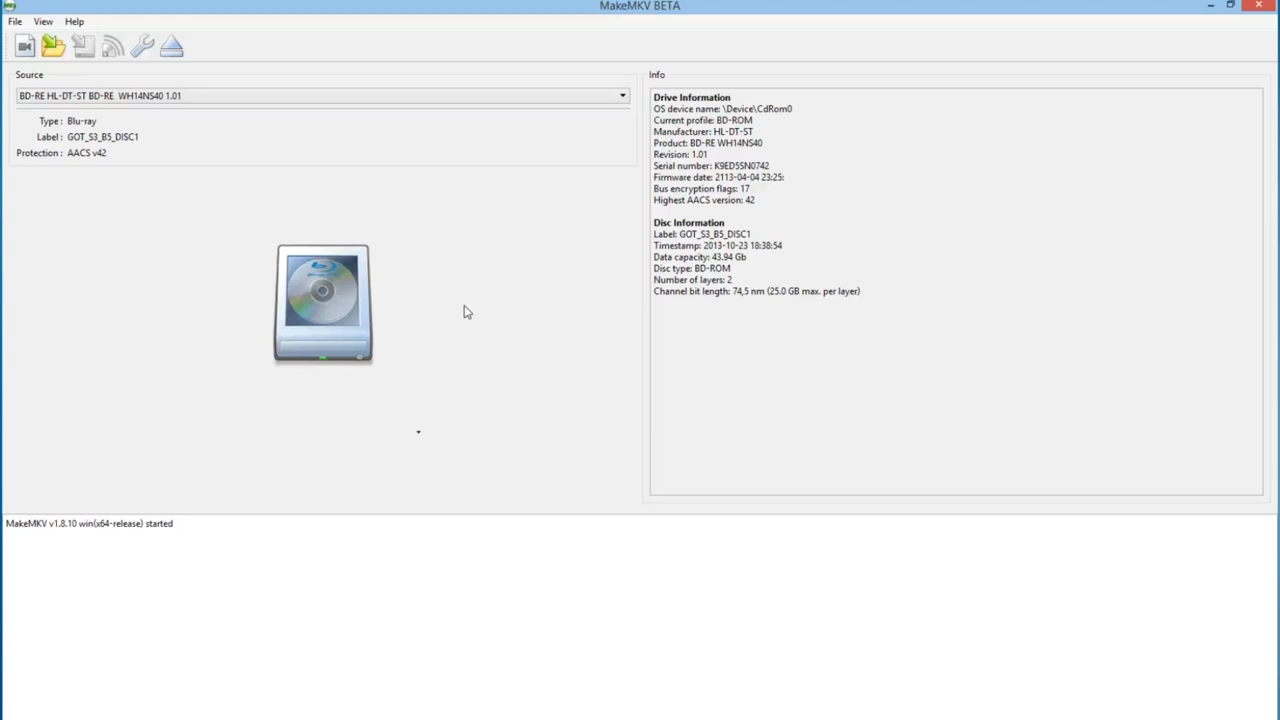 MakeMKV BETA
File View Help
Source
BD-RE HL-DT-ST BD-RE WH14NS40 1.01
Type : Blu-ray
Label : GOT_S3_B5_DISC1
Protection : AACS v42
Info
Drive Information
OS device name: \Device\CdRom0
Current profile: BD-ROM
Manufacturer: HL-DT-ST
Product: BD-RE WH14NS40
Revision: 1.01
Serial number: K9ED5SN0742
Firmware date: 2113-04-04 23:25:
Bus encryption flags: 17
Highest AACS version: 42
Disc Information
Label: GOT_S3_B5_DISC1
Timestamp: 2013-10-23 18:38:54
Data capacity: 43.94 Gb
Disc type: BD-ROM
Number of layers: 2
Channel bit length: 74,5 nm (25.0 GB max. per layer)
MakeMKV v1.8.10 win(x64-release) started